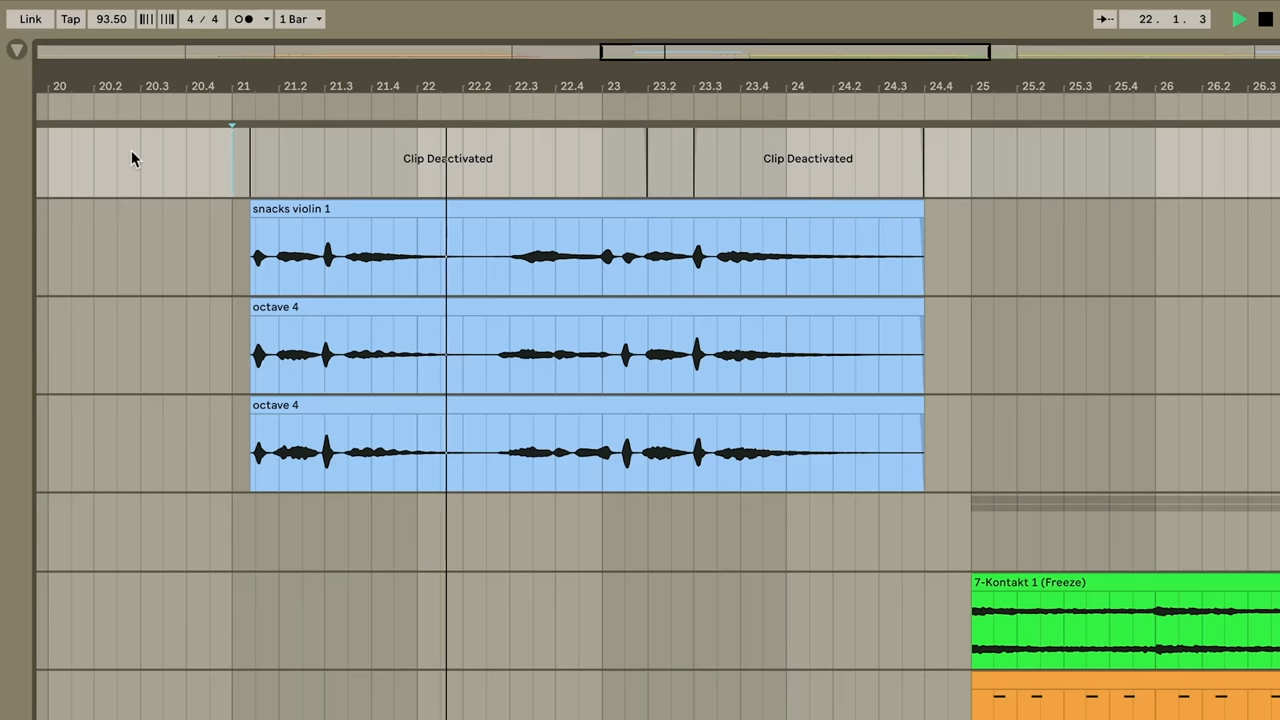 Link Tap 93.50 4 / 4 1 Bar 22. 1. 3
20 20.2 20.3 20.4 21 21.2 21.3 21.4 22 22.2 22.3 22.4 23 23.2 23.3 23.4 24 24.2 24.3 24.4 25 25.2 25.3 25.4 26 26.2 26.3
Clip Deactivated Clip Deactivated
snacks violin 1
octave 4
octave 4
7-Kontakt 1 (Freeze)